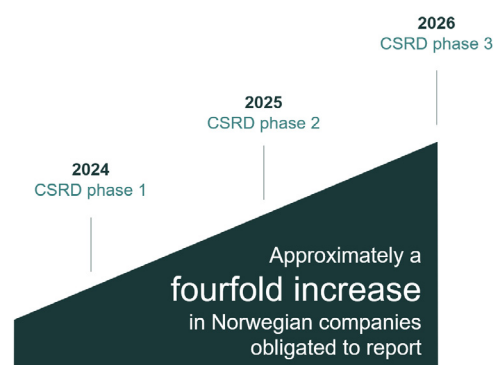 2024
CSRD phase 1
2025
CSRD phase 2
2026
CSRD phase 3
Approximately a
fourfold increase
in Norwegian companies
obligated to report